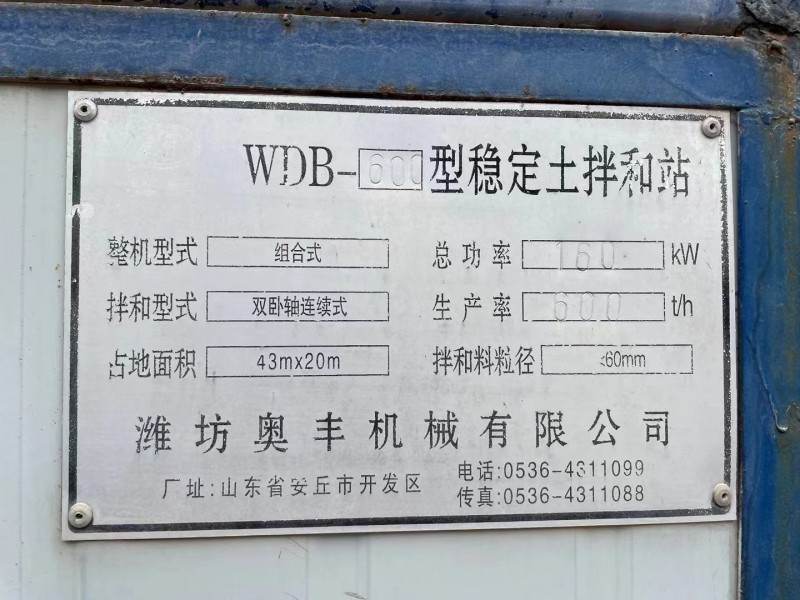 WDB-600型稳定土拌和站
整机型式 组合式 总功率 160 kW
拌和型式 双卧轴连续式 生产率 600 t/h
占地面积 43mx20m 拌和料粒径 ≤60mm
潍坊奥丰机械有限公司
厂址:山东省安丘市开发区 电话:0536-4311099
传真:0536-4311088